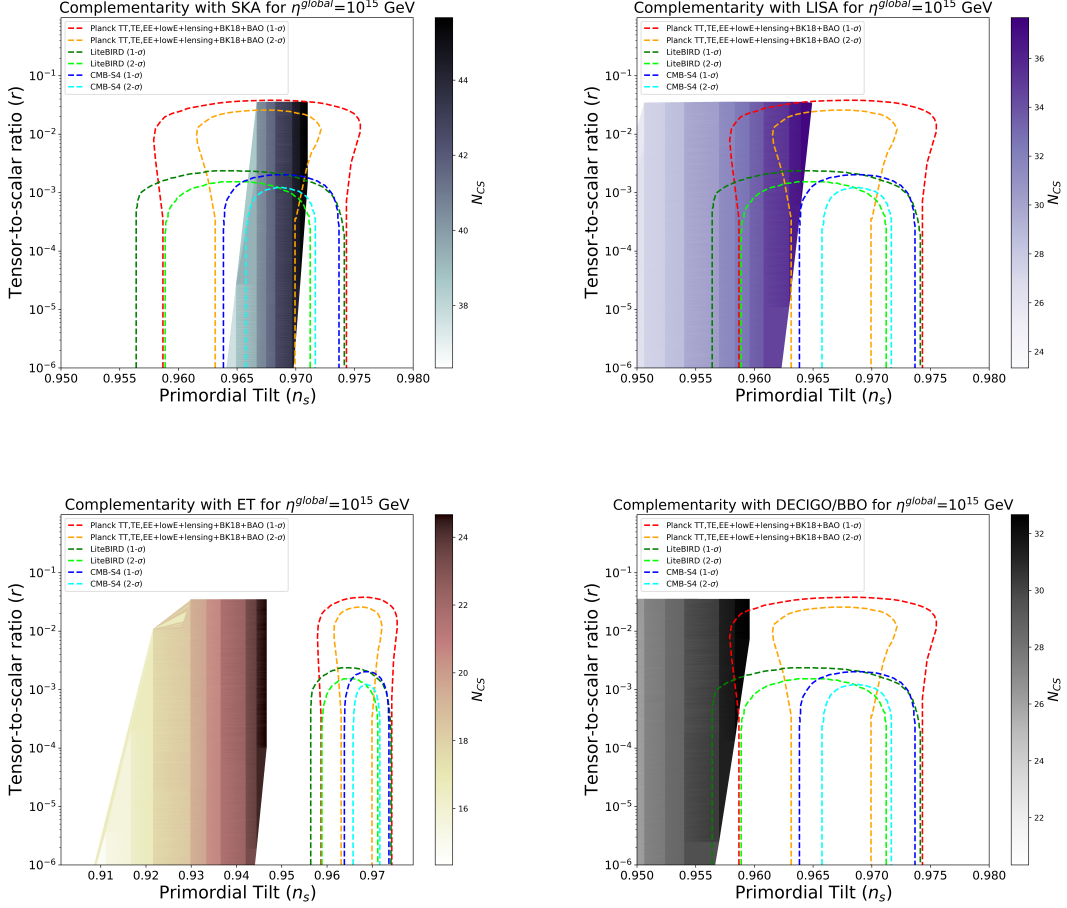 Complementarity with SKA for η^global=10^15 GeV
Planck TT,TE,EE+lowE+lensing+BK18+BAO (1-σ)
Planck TT,TE,EE+lowE+lensing+BK18+BAO (2-σ)
LiteBIRD (1-σ)
LiteBIRD (2-σ)
CMB-S4 (1-σ)
CMB-S4 (2-σ)
Tensor-to-scalar ratio (r)
10^−1
10^−2
10^−3
10^−4
10^−5
10^−6
0.950 0.955 0.960 0.965 0.970 0.975 0.980
Primordial Tilt (n_s)
44
42
40
38
N_CS
Complementarity with LISA for η^global=10^15 GeV
Planck TT,TE,EE+lowE+lensing+BK18+BAO (1-σ)
Planck TT,TE,EE+lowE+lensing+BK18+BAO (2-σ)
LiteBIRD (1-σ)
LiteBIRD (2-σ)
CMB-S4 (1-σ)
CMB-S4 (2-σ)
Tensor-to-scalar ratio (r)
10^−1
10^−2
10^−3
10^−4
10^−5
10^−6
0.950 0.955 0.960 0.965 0.970 0.975 0.980
Primordial Tilt (n_s)
36
34
32
30
28
26
24
N_CS
Complementarity with ET for η^global=10^15 GeV
Planck TT,TE,EE+lowE+lensing+BK18+BAO (1-σ)
Planck TT,TE,EE+lowE+lensing+BK18+BAO (2-σ)
LiteBIRD (1-σ)
LiteBIRD (2-σ)
CMB-S4 (1-σ)
CMB-S4 (2-σ)
Tensor-to-scalar ratio (r)
10^−1
10^−2
10^−3
10^−4
10^−5
10^−6
0.91 0.92 0.93 0.94 0.95 0.96 0.97
Primordial Tilt (n_s)
24
22
20
18
16
N_CS
Complementarity with DECIGO/BBO for η^global=10^15 GeV
Planck TT,TE,EE+lowE+lensing+BK18+BAO (1-σ)
Planck TT,TE,EE+lowE+lensing+BK18+BAO (2-σ)
LiteBIRD (1-σ)
LiteBIRD (2-σ)
CMB-S4 (1-σ)
CMB-S4 (2-σ)
Tensor-to-scalar ratio (r)
10^−1
10^−2
10^−3
10^−4
10^−5
10^−6
0.950 0.955 0.960 0.965 0.970 0.975 0.980
Primordial Tilt (n_s)
32
30
28
26
24
22
N_CS